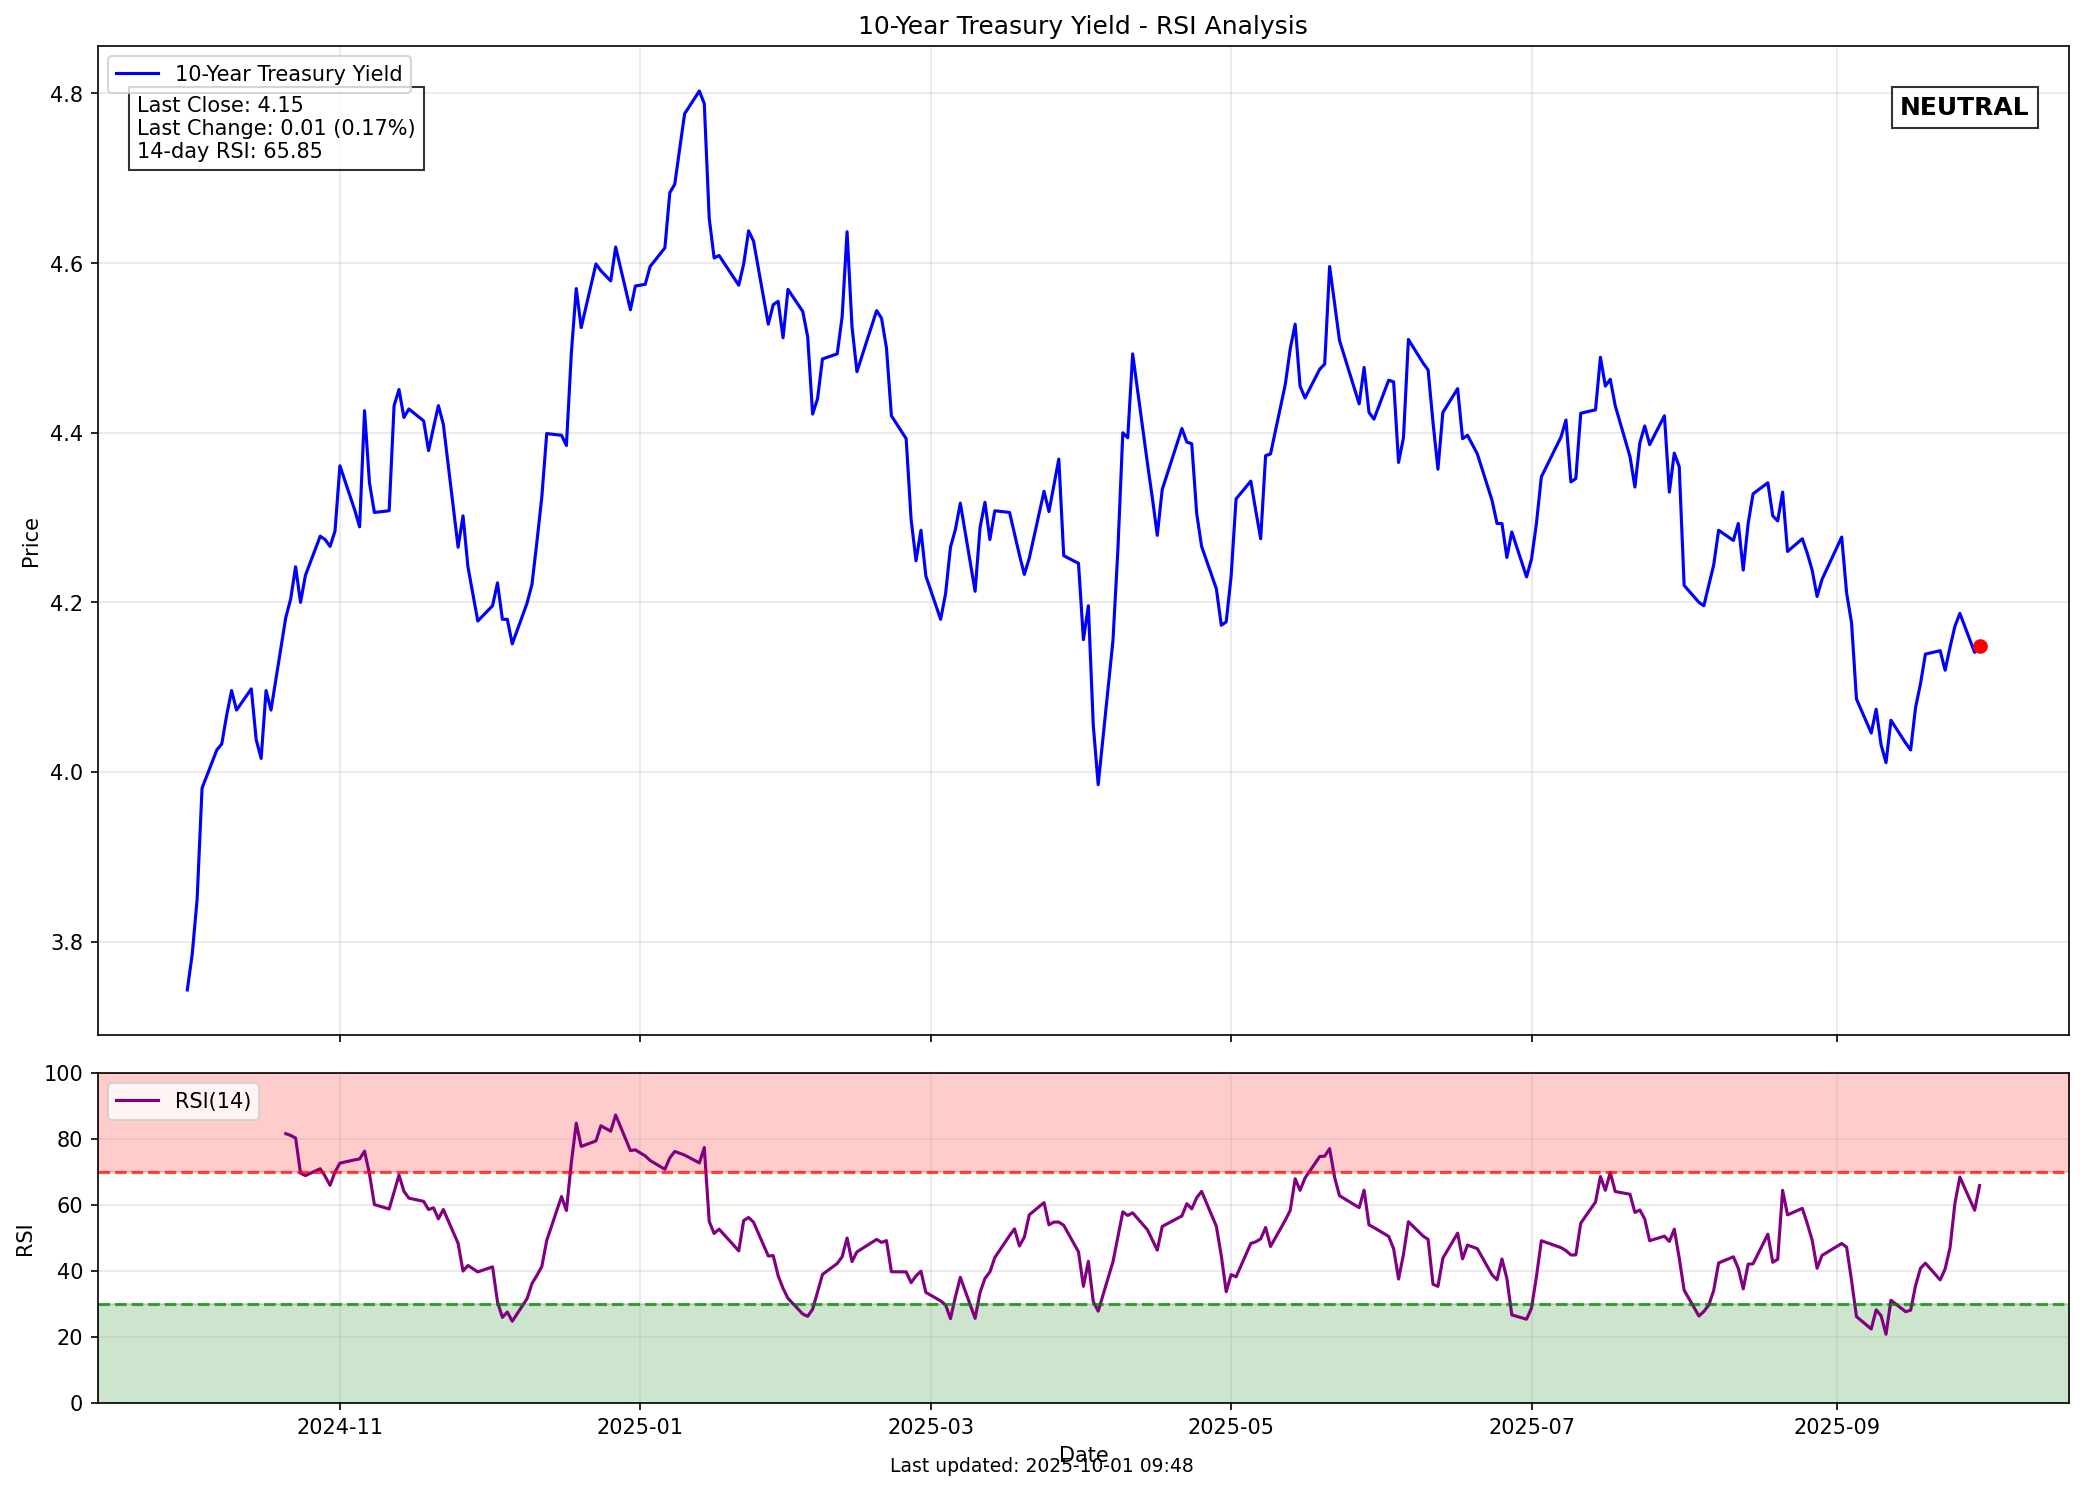 10-Year Treasury Yield - RSI Analysis
10-Year Treasury Yield
Last Close: 4.15
Last Change: 0.01 (0.17%)
14-day RSI: 65.85
NEUTRAL
Price
4.8
4.6
4.4
4.2
4.0
3.8
RSI(14)
RSI
100
80
60
40
20
0
2024-11
2025-01
2025-03
2025-05
2025-07
2025-09
Date
Last updated: 2025-10-01 09:48